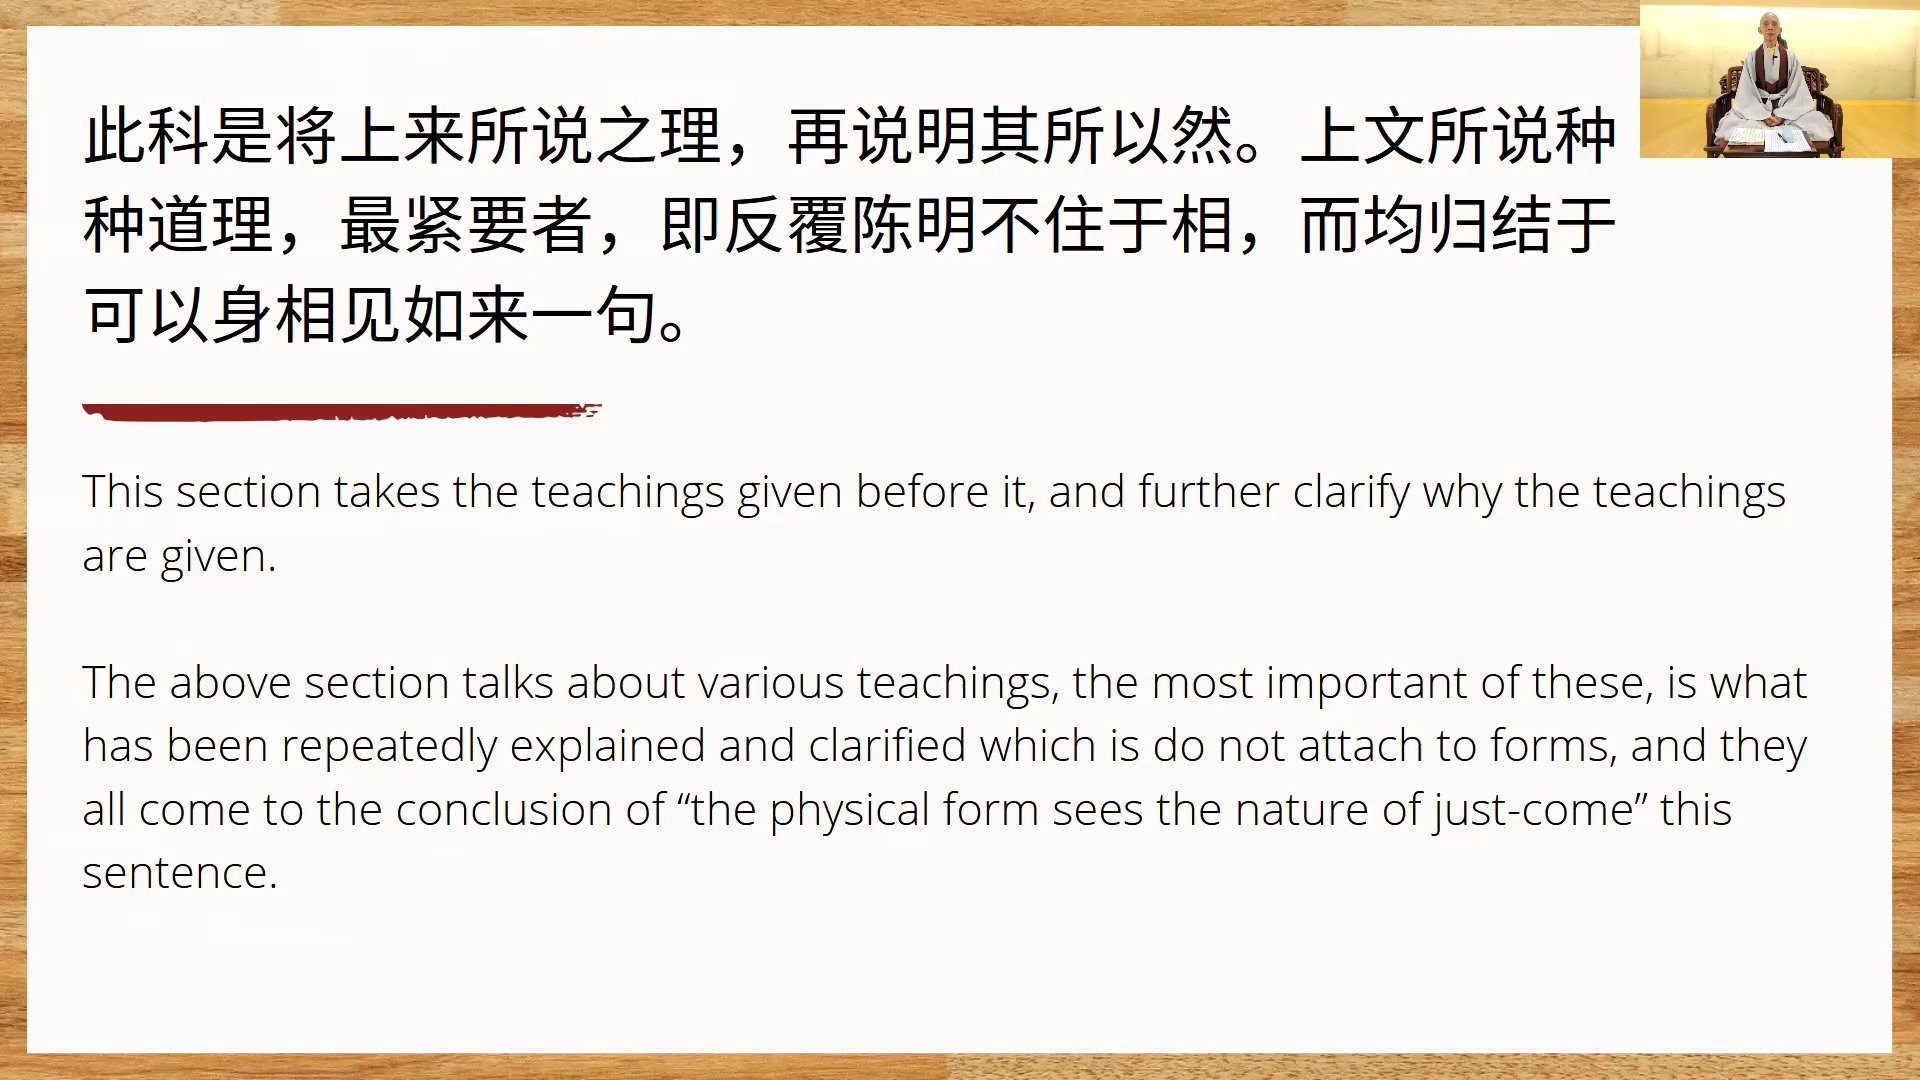 此科是将上来所说之理，再说明其所以然。上文所说种
种道理，最紧要者，即反覆陈明不住于相，而均归结于
可以身相见如来一句。
This section takes the teachings given before it, and further clarify why the teachings
are given.
The above section talks about various teachings, the most important of these, is what
has been repeatedly explained and clarified which is do not attach to forms, and they
all come to the conclusion of “the physical form sees the nature of just-come” this
sentence.